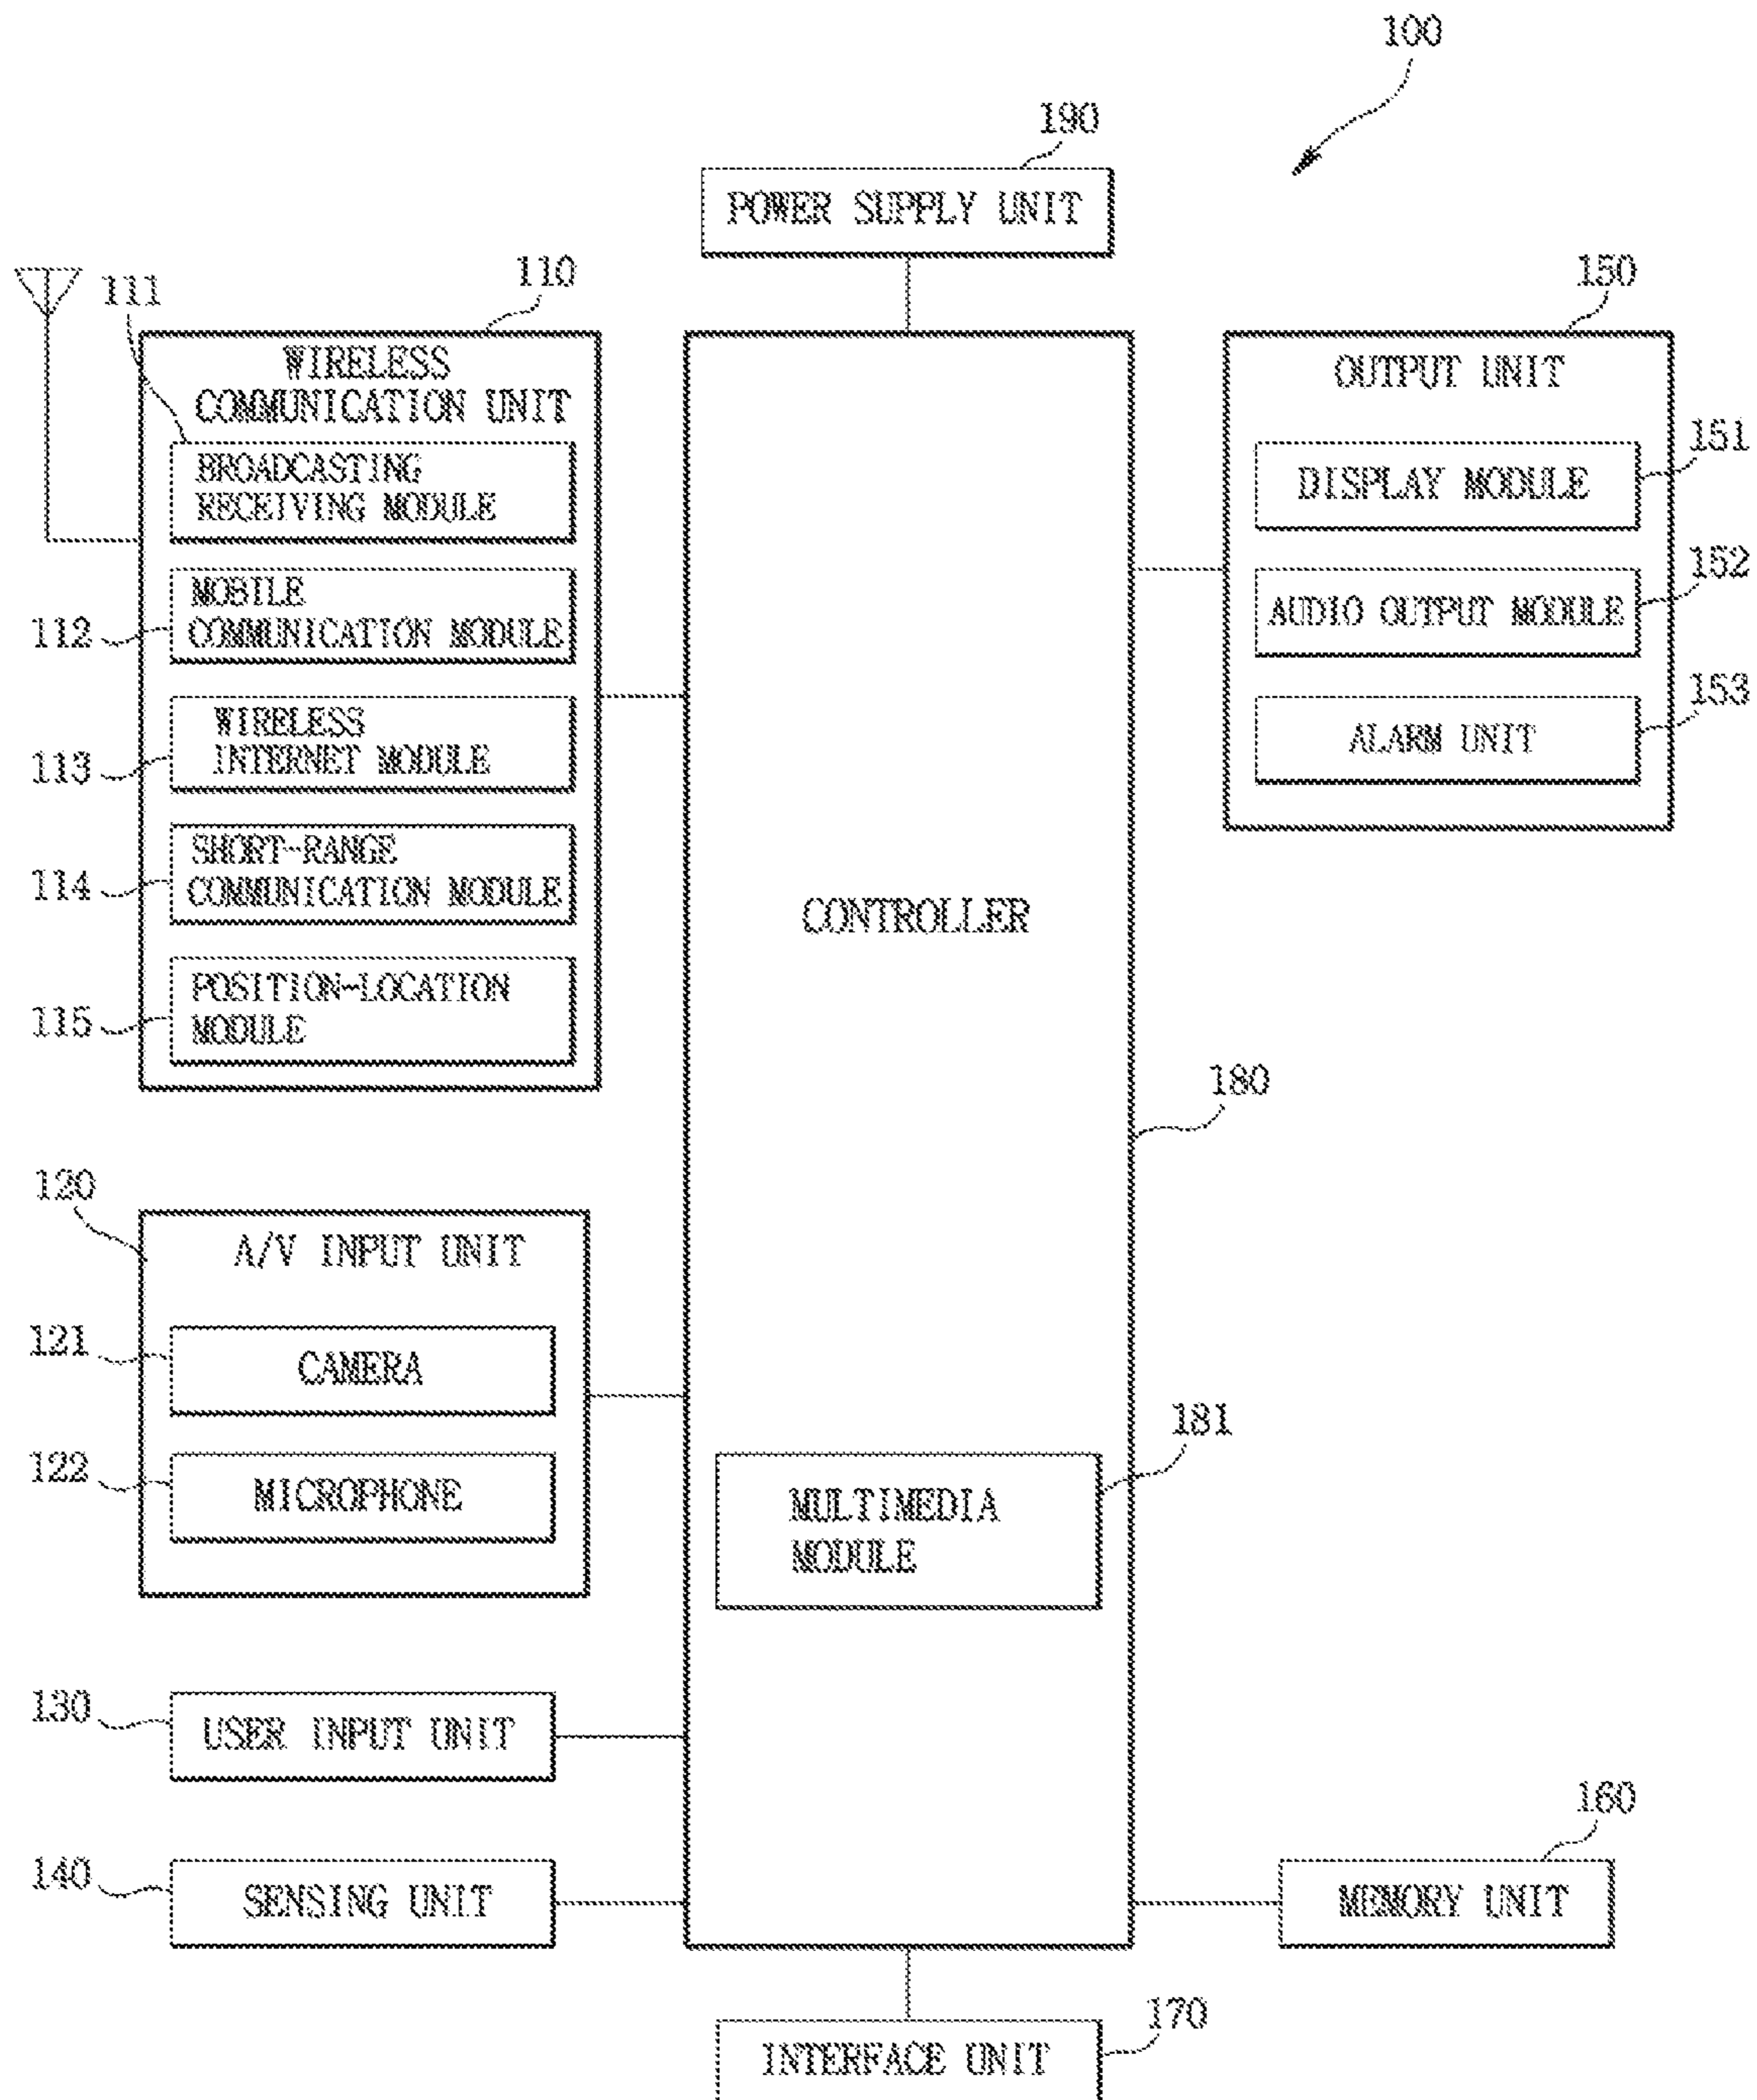 100
190
POWER SUPPLY UNIT
111
110
WIRELESS
COMMUNICATION UNIT
BROADCASTING
RECEIVING MODULE
112
MOBILE
COMMUNICATION MODULE
113
WIRELESS
INTERNET MODULE
114
SHORT-RANGE
COMMUNICATION MODULE
115
POSITION-LOCATION
MODULE
120
A/V INPUT UNIT
121
CAMERA
122
MICROPHONE
130
USER INPUT UNIT
140
SENSING UNIT
CONTROLLER
180
181
MULTIMEDIA
MODULE
150
OUTPUT UNIT
151
DISPLAY MODULE
152
AUDIO OUTPUT MODULE
153
ALARM UNIT
160
MEMORY UNIT
170
INTERFACE UNIT